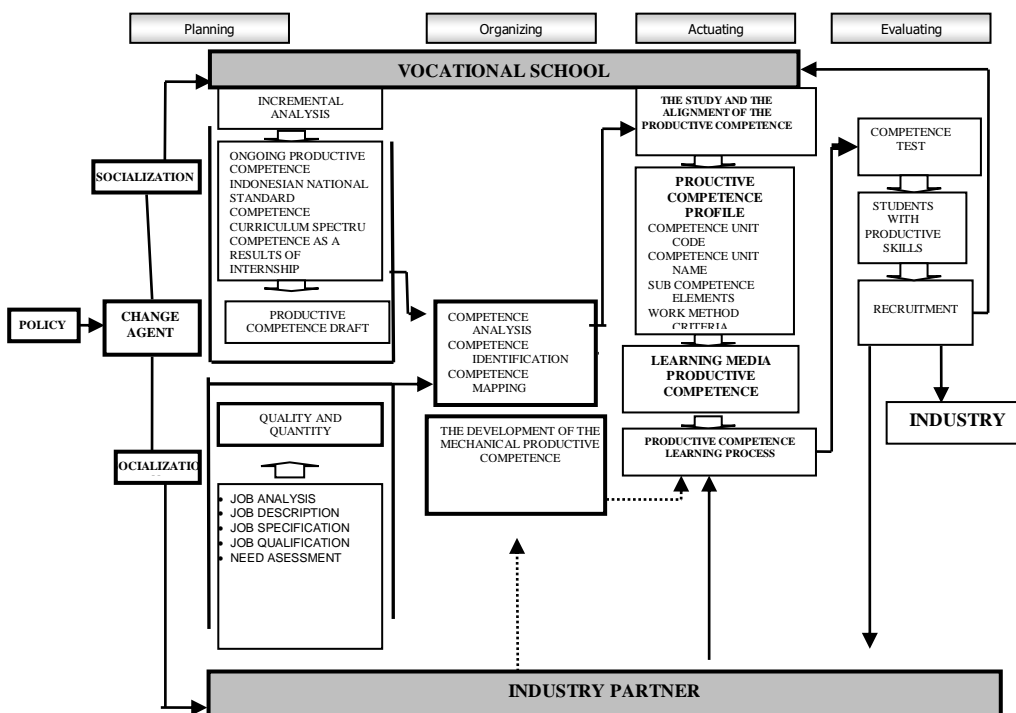 Planning
Organizing
Actuating
Evaluating
VOCATIONAL SCHOOL
INCREMENTAL
ANALYSIS
ONGOING PRODUCTIVE
COMPETENCE
INDONESIAN NATIONAL
STANDARD
COMPETENCE
CURRICULUM SPECTRU
COMPETENCE AS A
RESULTS OF
INTERNSHIP
PRODUCTIVE
COMPETENCE DRAFT
SOCIALIZATION
POLICY
CHANGE
AGENT
OCIALIZATIO
QUALITY AND
QUANTITY
• JOB ANALYSIS
• JOB DESCRIPTION
• JOB SPECIFICATION
• JOB QUALIFICATION
• NEED ASESSMENT
COMPETENCE
ANALYSIS
COMPETENCE
IDENTIFICATION
COMPETENCE
MAPPING
THE DEVELOPMENT OF THE
MECHANICAL PRODUCTIVE
COMPETENCE
THE STUDY AND THE
ALIGNMENT OF THE
PRODUCTIVE COMPETENCE
PROUCTIVE
COMPETENCE
PROFILE
COMPETENCE UNIT
CODE
COMPETENCE UNIT
NAME
SUB COMPETENCE
ELEMENTS
WORK METHOD
CRITERIA
LEARNING MEDIA
PRODUCTIVE
COMPETENCE
PRODUCTIVE COMPETENCE
LEARNING PROCESS
COMPETENCE
TEST
STUDENTS
WITH
PRODUCTIVE
SKILLS
RECRUITMENT
INDUSTRY
INDUSTRY PARTNER